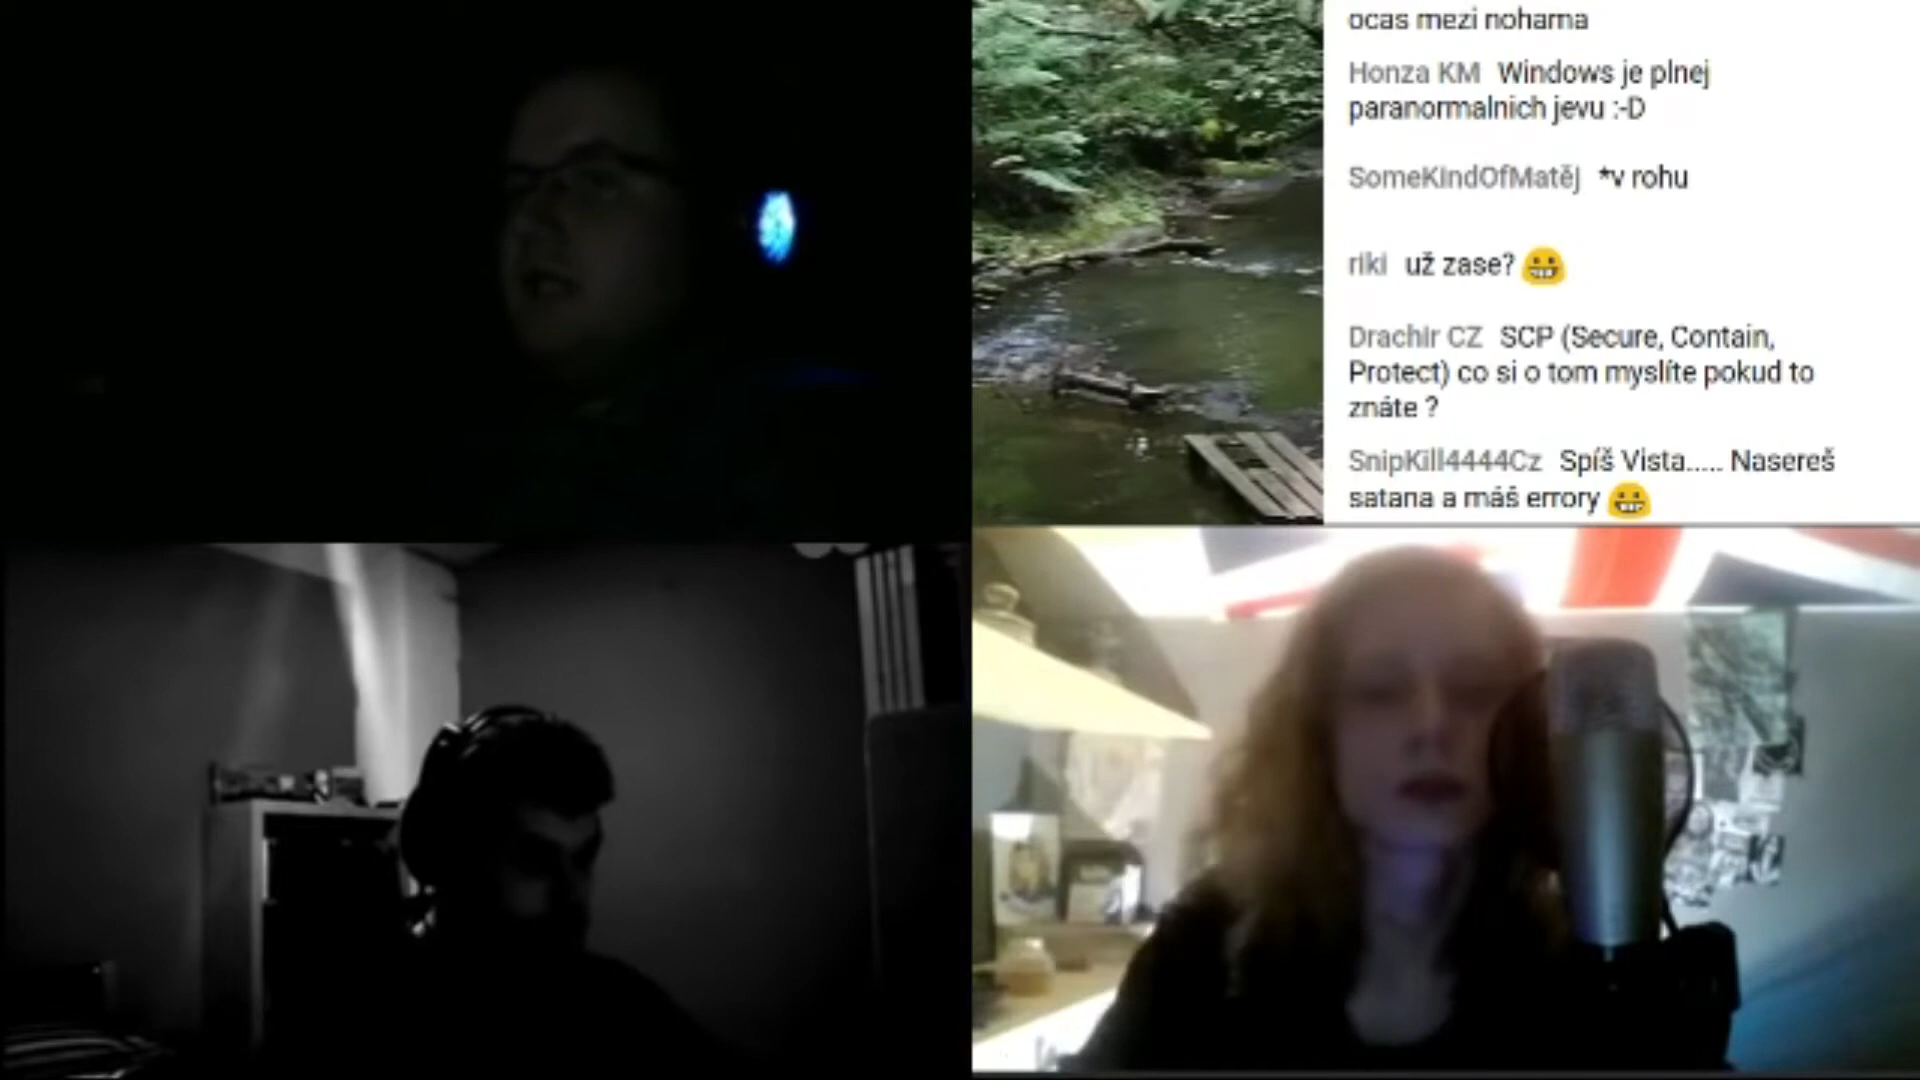 ocas mezi nohama
Honza KM Windows je plnej
paranormalnich jevu :-D
SomeKindOfMatěj *v rohu
riki už zase? 😬
Drachir CZ SCP (Secure, Contain,
Protect) co si o tom myslíte pokud to
znáte ?
SnipKill4444Cz Spíš Vista..... Nasereš
satana a máš errory 😬